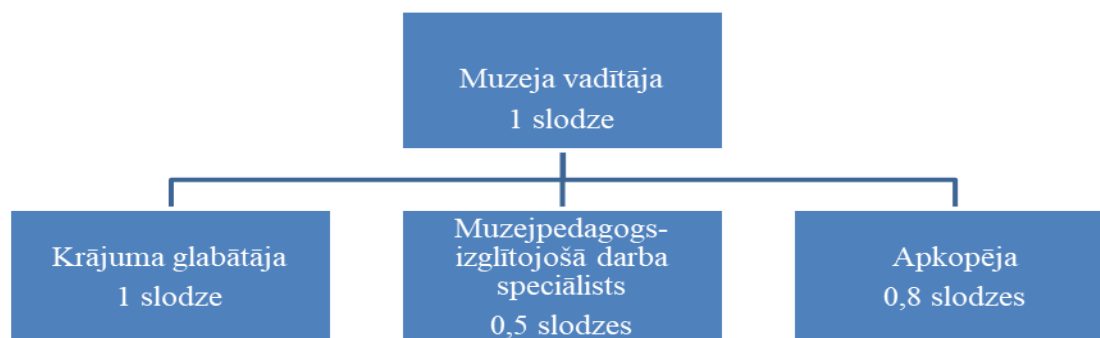 Muzeja vadītāja
1 slodze
Krājuma glabātāja
1 slodze
Muzejpedagogs-
izglītojošā darba
speciālists
0,5 slodzes
Apkopēja
0,8 slodzes